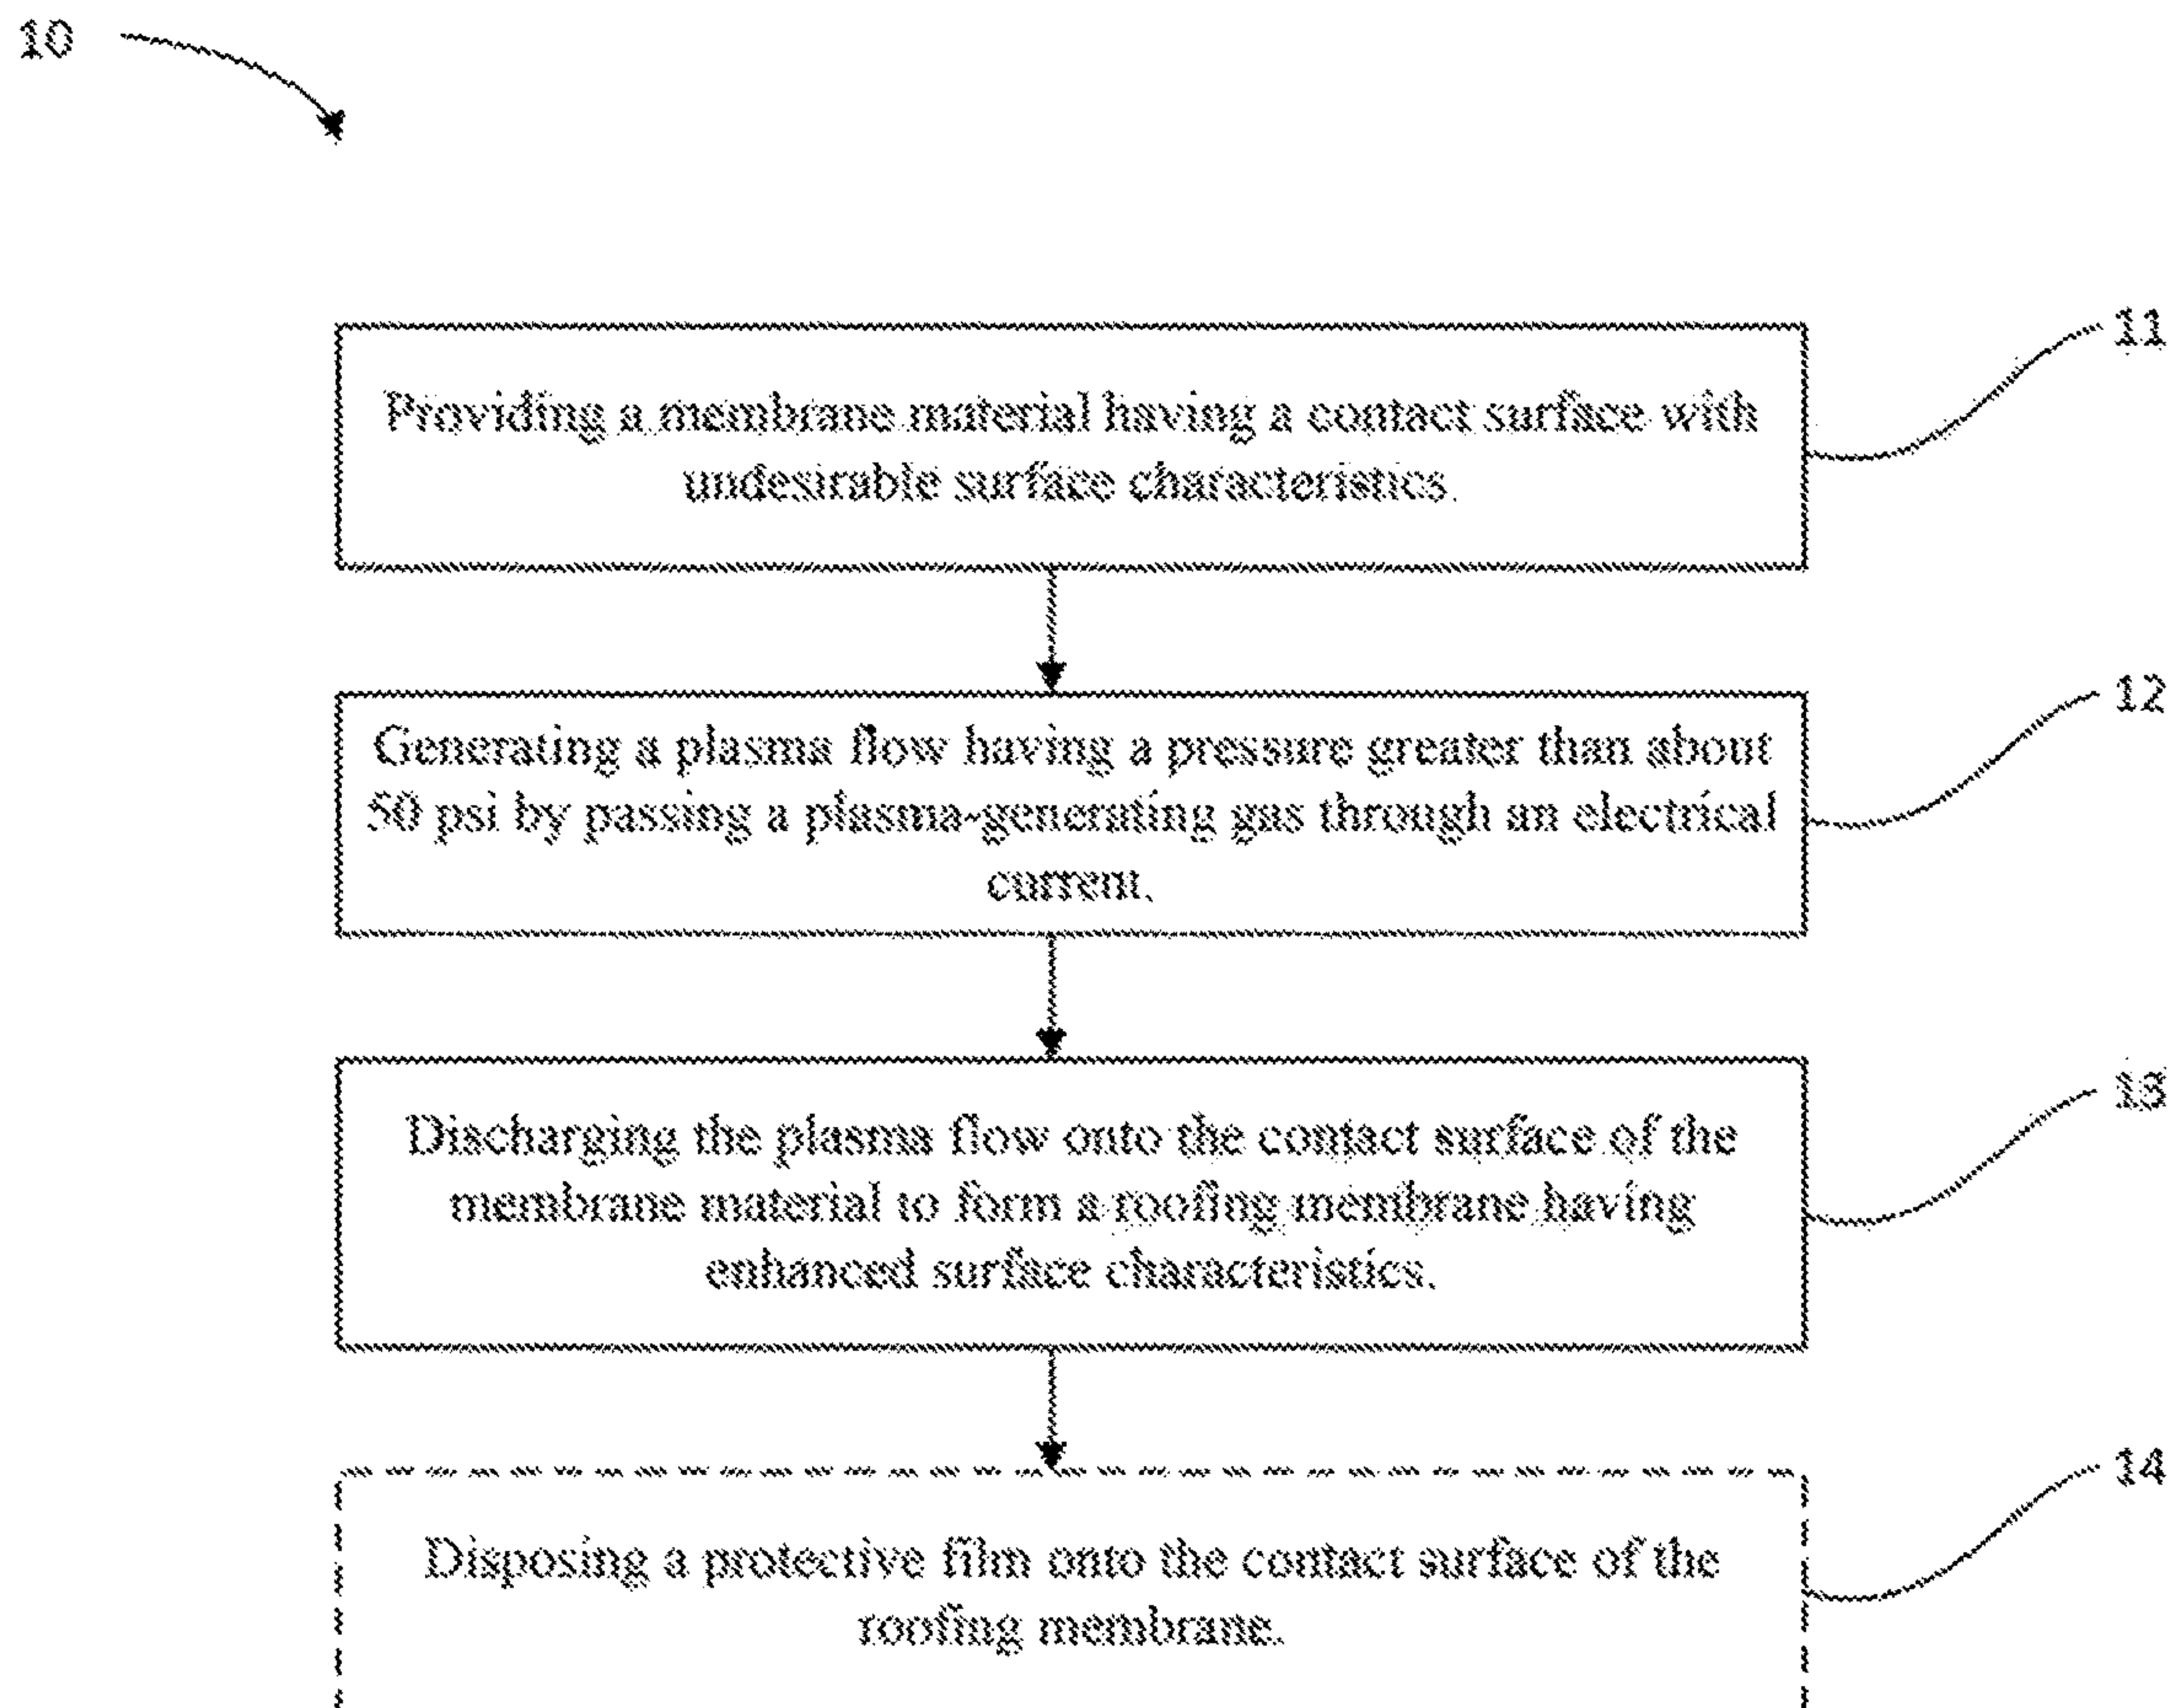 10
11
Providing a membrane material having a contact surface with
undesirable surface characteristics.
12
Generating a plasma flow having a pressure greater than about
50 psi by passing a plasma-generating gas through an electrical
current.
13
Discharging the plasma flow onto the contact surface of the
membrane material to form a roofing membrane having
enhanced surface characteristics.
14
Disposing a protective film onto the contact surface of the
roofing membrane.